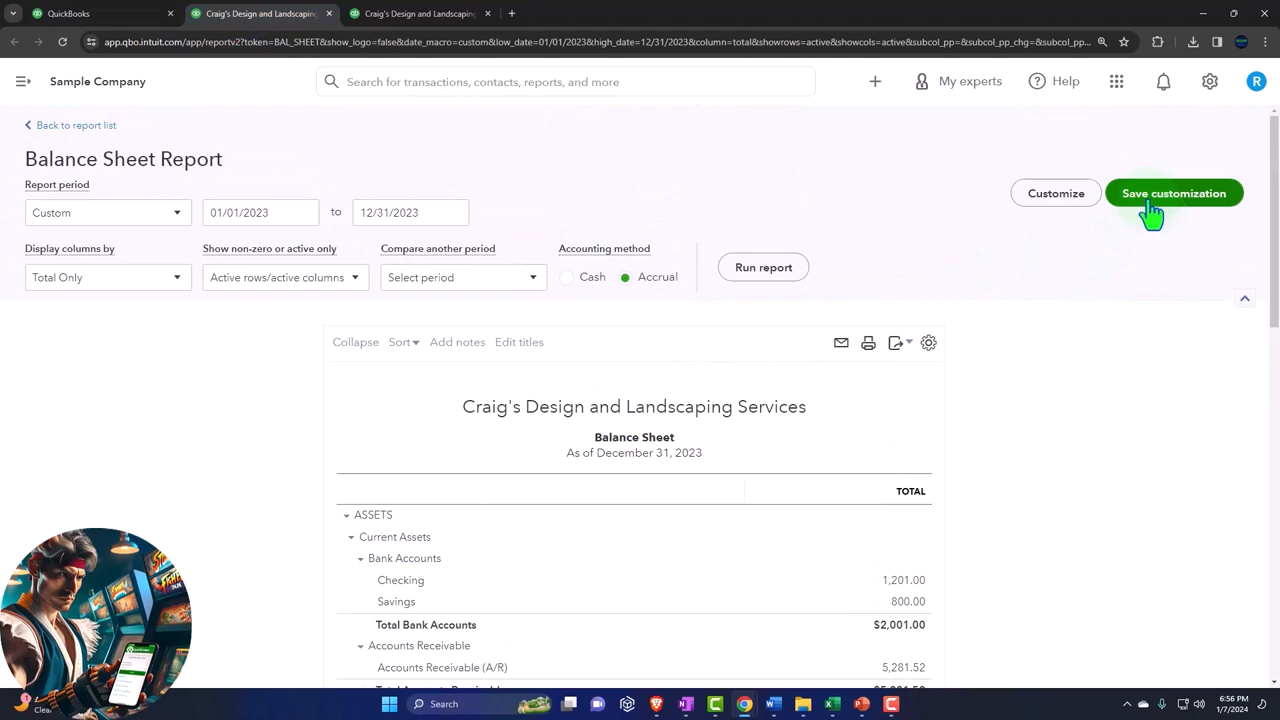 QuickBooks
Craig's Design and Landscaping
Craig's Design and Landscaping
app.qbo.intuit.com/app/reportv2?token=BAL_SHEET&show_logo=false&date_macro=custom&low_date=01/01/2023&high_date=12/31/2023&column=total&showrows=active&showcols=active&subcol_pp=&subcol_pp_chg=&subcol_pp...
Sample Company
Search for transactions, contacts, reports, and more
My experts
Help
R
Back to report list
Balance Sheet Report
Report period
Custom
01/01/2023
to
12/31/2023
Customize
Save customization
Display columns by
Show non-zero or active only
Compare another period
Accounting method
Total Only
Active rows/active columns
Select period
Cash
Accrual
Run report
Collapse
Sort
Add notes
Edit titles
Craig's Design and Landscaping Services
Balance Sheet
As of December 31, 2023
TOTAL
ASSETS
Current Assets
Bank Accounts
Checking 1,201.00
Savings 800.00
Total Bank Accounts $2,001.00
Accounts Receivable
Accounts Receivable (A/R) 5,281.52
Search
6:56 PM
1/7/2024